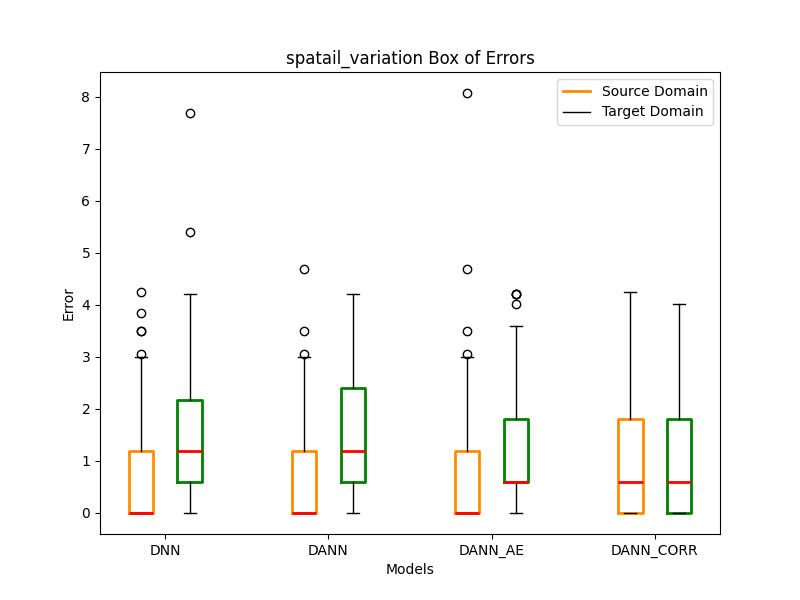 spatail_variation Box of Errors
Source Domain
Target Domain
8
7
6
5
4
3
2
1
0
Error
DNN
DANN
DANN_AE
DANN_CORR
Models